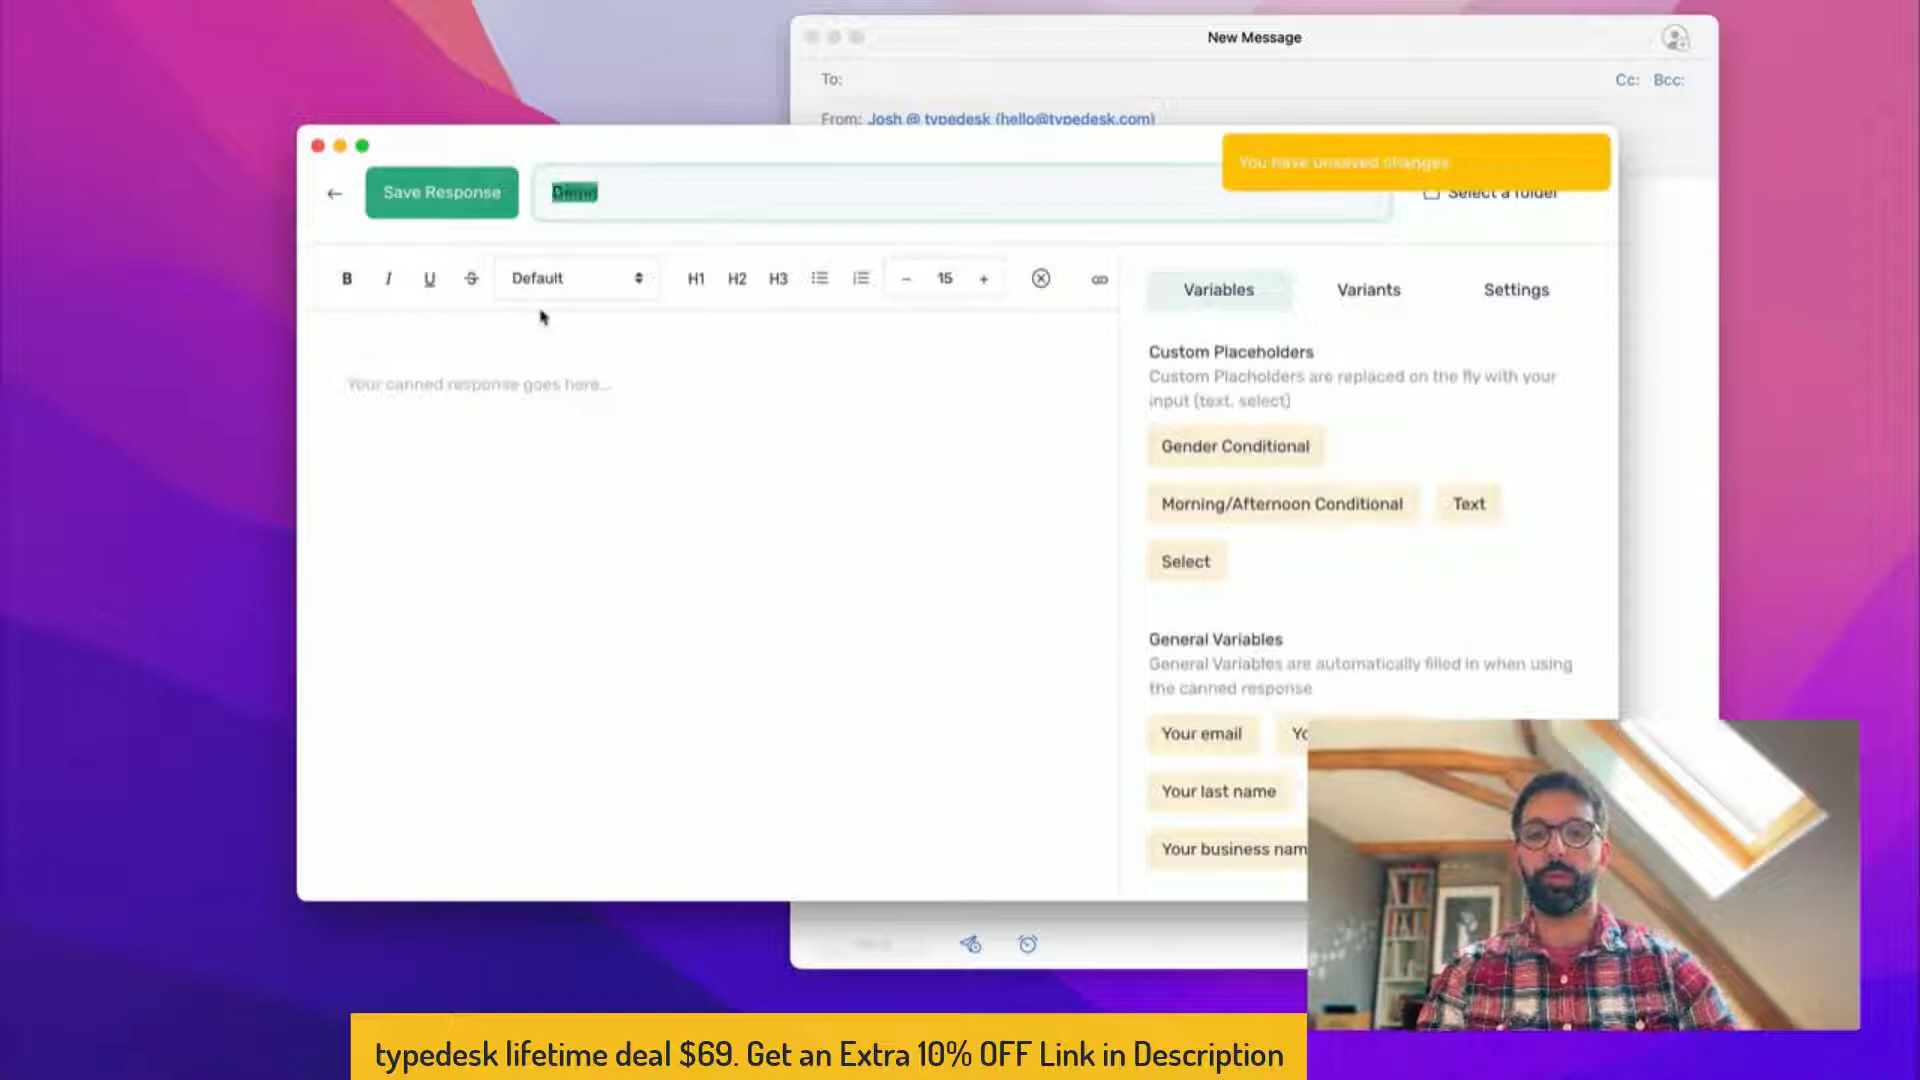 New Message
To:
Cc: Bcc:
From: Josh @ typedesk (hello@typedesk.com)
You have unsaved changes
Save Response
Select a folder
B I U S Default H1 H2 H3 - 15 +
Variables Variants Settings
Your canned response goes here...
Custom Placeholders
Custom Placholders are replaced on the fly with your
input (text, select)
Gender Conditional
Morning/Afternoon Conditional Text
Select
General Variables
General Variables are automatically filled in when using
the canned response
Your email Yo
Your last name
Your business nam
typedesk lifetime deal $69. Get an Extra 10% OFF Link in Description